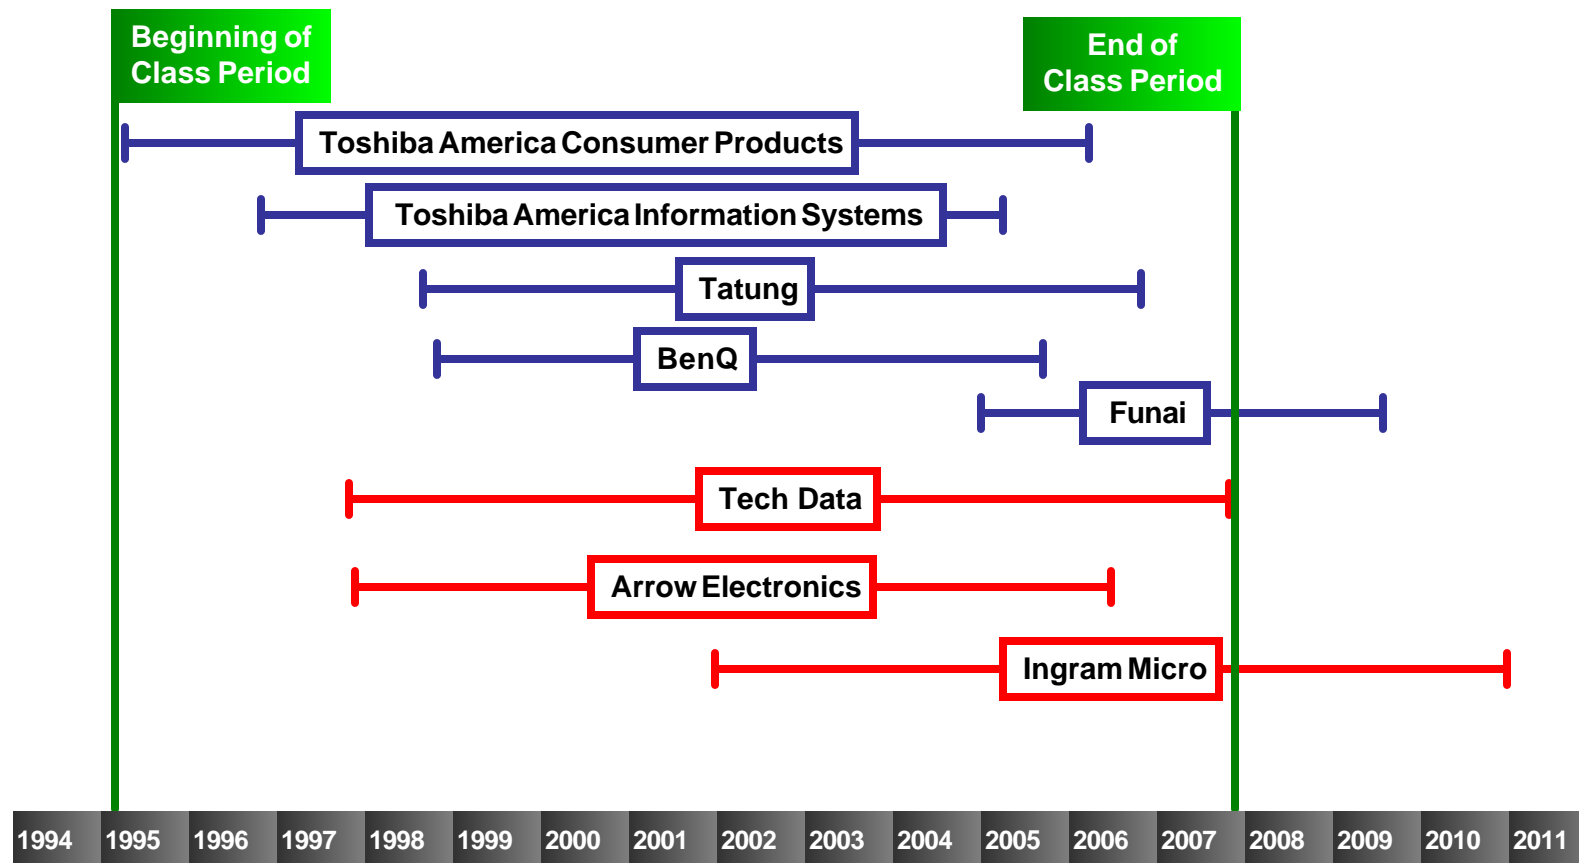 Beginning of
Class Period
End of
Class Period
Toshiba America Consumer Products
Toshiba America Information Systems
Tatung
BenQ
Funai
Tech Data
Arrow Electronics
Ingram Micro
1994 1995 1996 1997 1998 1999 2000 2001 2002 2003 2004 2005 2006 2007 2008 2009 2010 2011